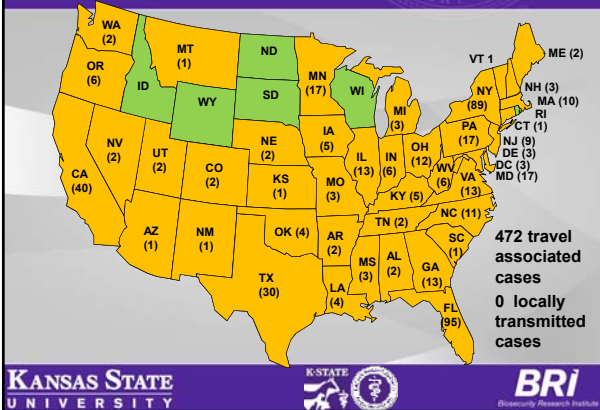 WA
(2)
MT
(1)
ND
MN
(17)
VT 1
ME (2)
OR
(6)
ID
WY
SD
WI
MI
(3)
NY
(89)
NH (3)
MA (10)
RI
CT (1)
NJ (9)
DE (3)
DC (3)
MD (17)
PA
(17)
NV
(2)
UT
(2)
CO
(2)
NE
(2)
IA
(5)
IL
(13)
IN
(6)
OH
(12)
WV
(6)
VA
(13)
CA
(40)
KS
(1)
MO
(3)
KY (5)
NC (11)
TN (2)
AZ
(1)
NM
(1)
OK (4)
AR
(2)
SC
(1)
MS
(3)
AL
(2)
GA
(13)
TX
(30)
LA
(4)
FL
(95)
472 travel
associated
cases
0 locally
transmitted
cases
KANSAS STATE
UNIVERSITY
K-STATE
BRi
Biosecurity Research Institute